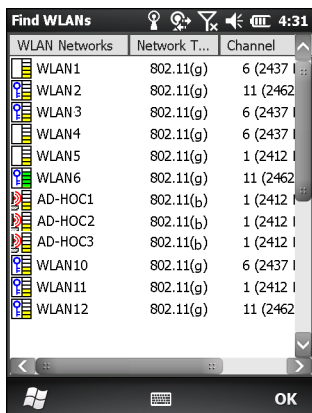 Find WLANs 4:31
WLAN Networks Network T... Channel
WLAN1 802.11(g) 6 (2437
WLAN2 802.11(g) 11 (2462
WLAN3 802.11(g) 6 (2437
WLAN4 802.11(g) 6 (2437
WLAN5 802.11(g) 1 (2412
WLAN6 802.11(g) 11 (2462
AD-HOC1 802.11(b) 1 (2412
AD-HOC2 802.11(b) 1 (2412
AD-HOC3 802.11(b) 1 (2412
WLAN10 802.11(g) 6 (2437
WLAN11 802.11(g) 1 (2412
WLAN12 802.11(g) 11 (2462
OK